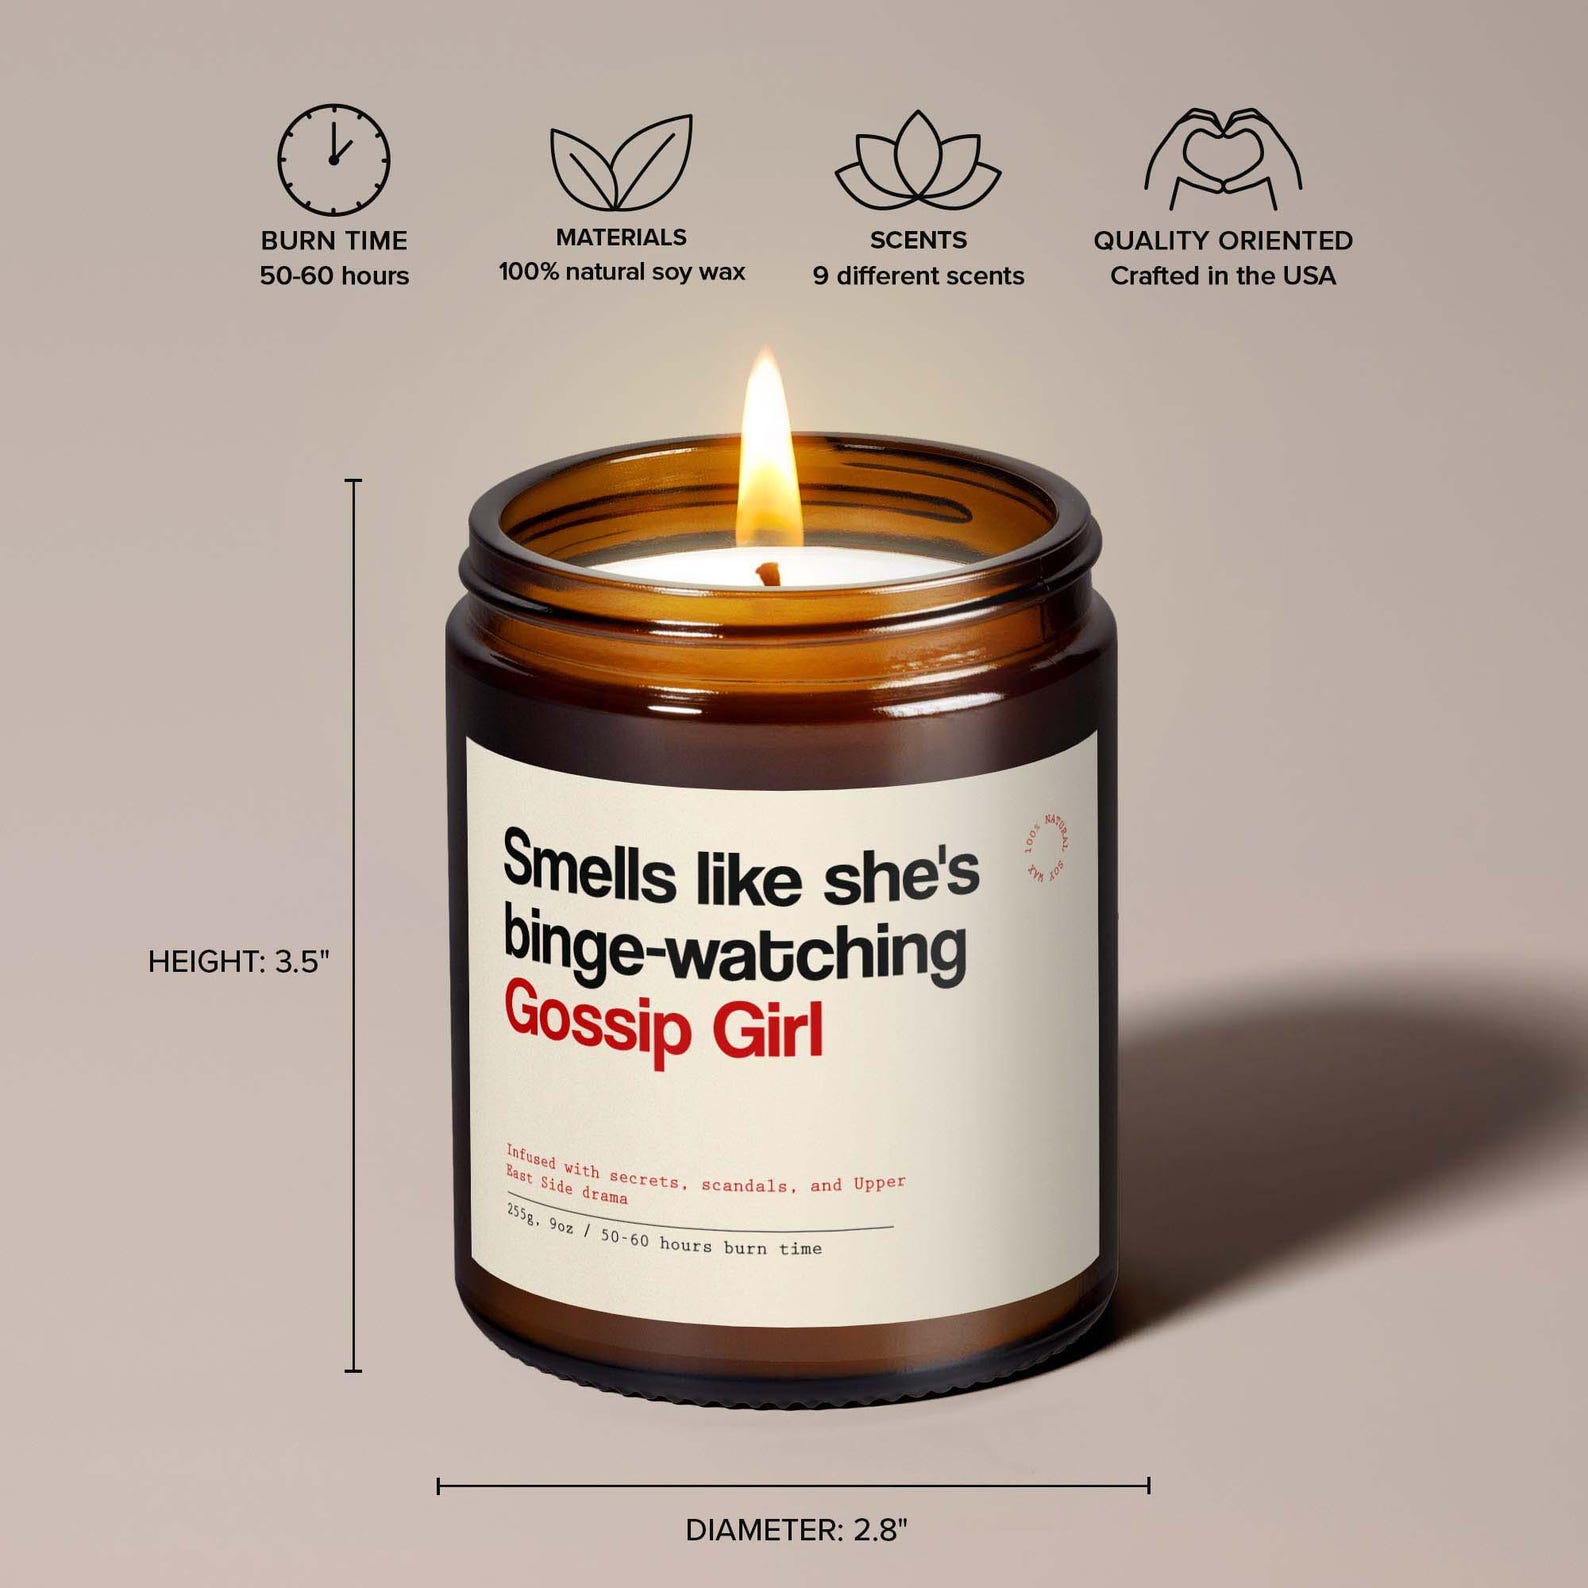 BURN TIME
50-60 hours
MATERIALS
100% natural soy wax
SCENTS
9 different scents
QUALITY ORIENTED
Crafted in the USA
HEIGHT: 3.5"
Smells like she's
binge-watching
Gossip Girl
100% NATURAL SOY WAX
Infused with secrets, scandals, and Upper
East Side drama
255g, 9oz / 50-60 hours burn time
DIAMETER: 2.8"